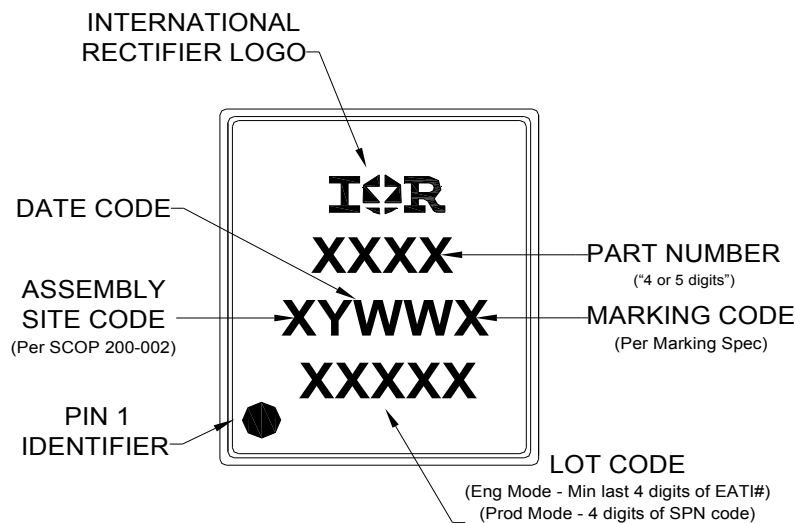 INTERNATIONAL
RECTIFIER LOGO
IOR
DATE CODE
XXXX
PART NUMBER
(“4 or 5 digits”)
ASSEMBLY
SITE CODE
(Per SCOP 200-002)
XYWWX
MARKING CODE
(Per Marking Spec)
XXXXX
PIN 1
IDENTIFIER
LOT CODE
(Eng Mode - Min last 4 digits of EATI#)
(Prod Mode - 4 digits of SPN code)